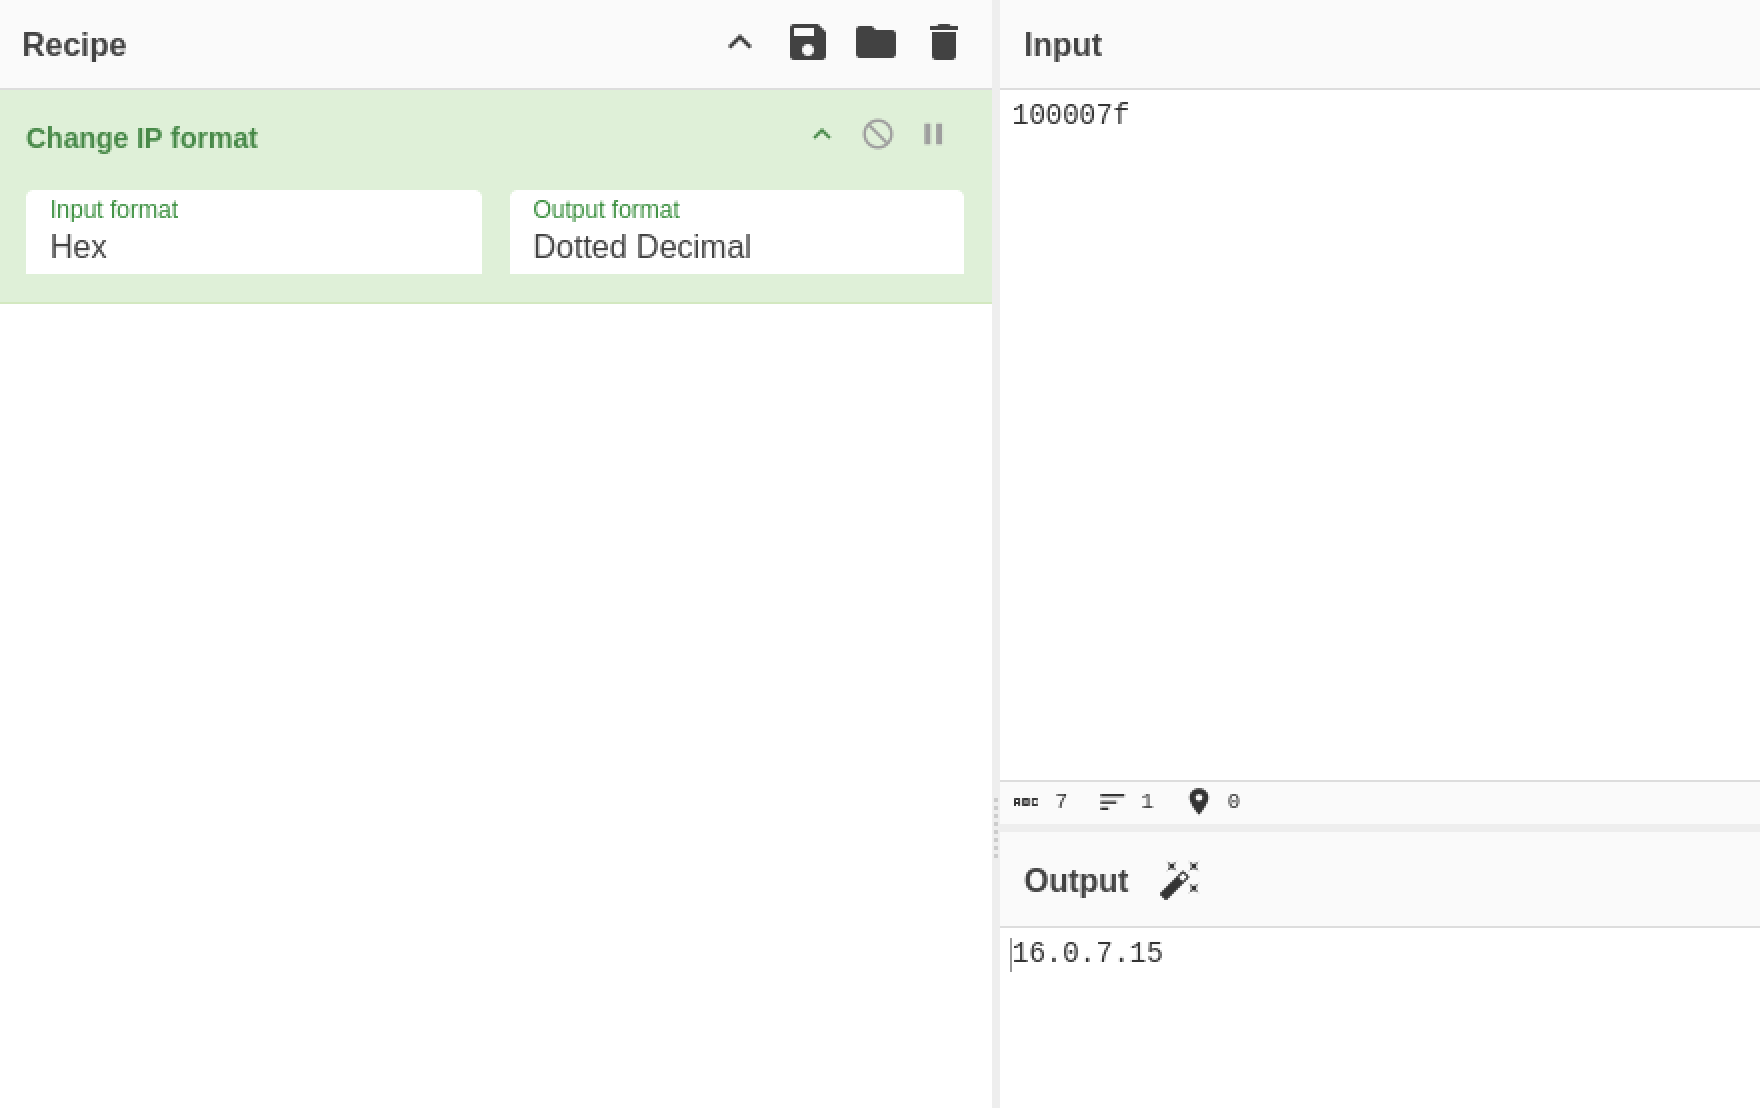 Recipe
Change IP format
Input format
Hex
Output format
Dotted Decimal
Input
100007f
ABC 7 1 0
Output
16.0.7.15